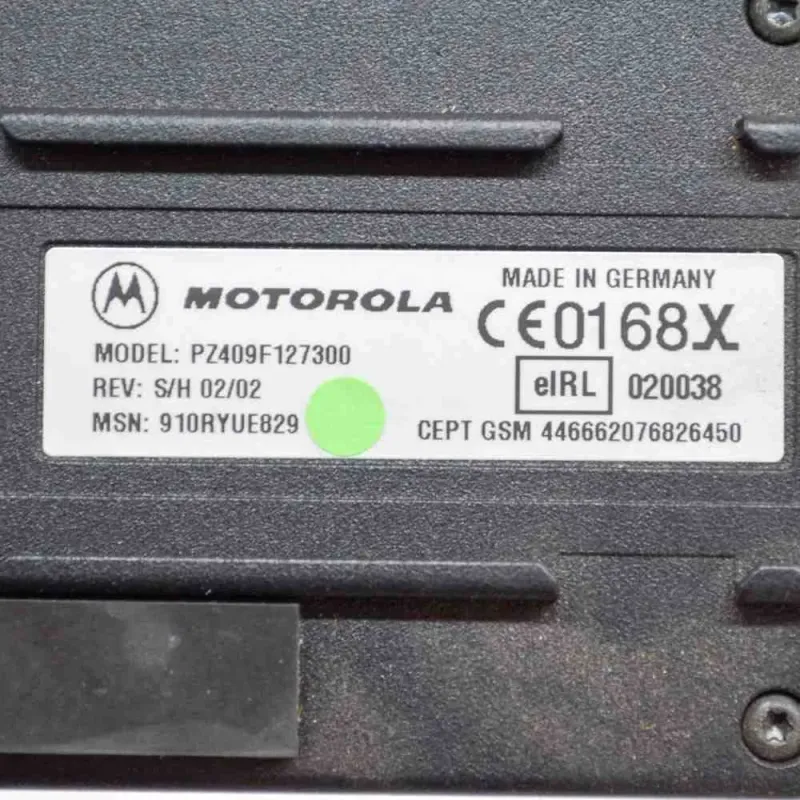 MOTOROLA
MODEL: PZ409F127300
REV: S/H 02/02
MSN: 910RYUE829
MADE IN GERMANY
CE0168X
eIRL 020038
CEPT GSM 446662076826450